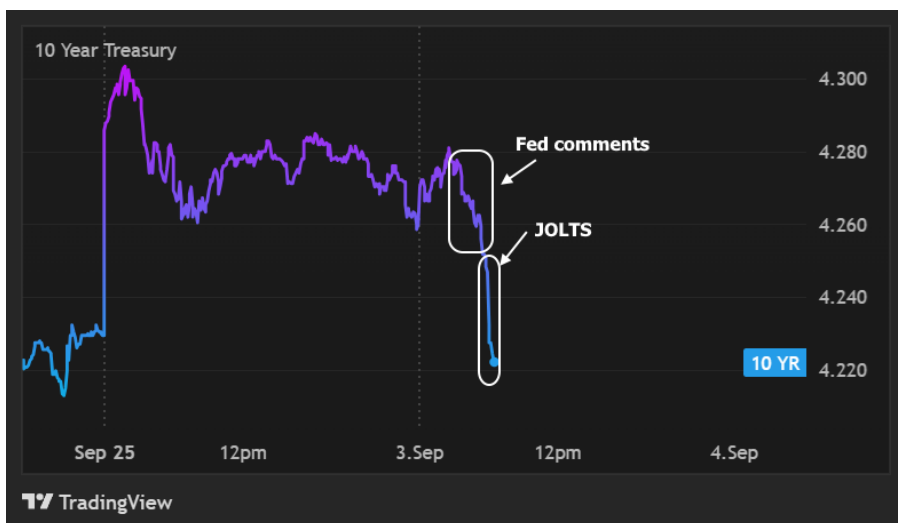 10 Year Treasury
4.300
Fed comments
4.280
JOLTS
4.260
4.240
10 YR
4.220
Sep 25
12pm
3.Sep
12pm
4.Sep
TradingView